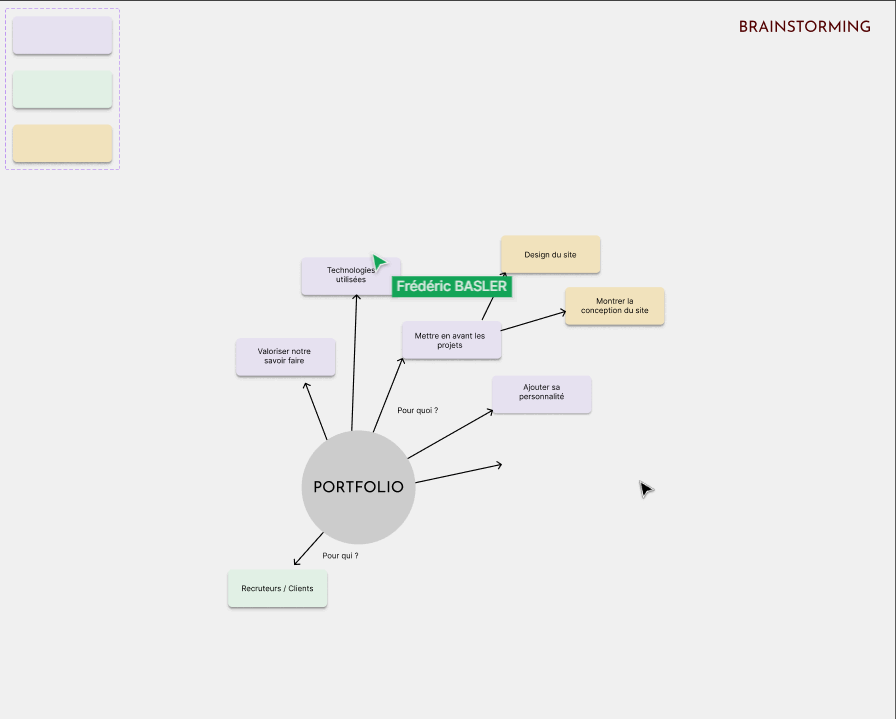 BRAINSTORMING
Design du site
Technologies
utilisées
Frédéric BASLER
Montrer la
conception du site
Mettre en avant les
projets
Valoriser notre
savoir faire
Ajouter sa
personnalité
Pour quoi ?
PORTFOLIO
Pour qui ?
Recruteurs / Clients